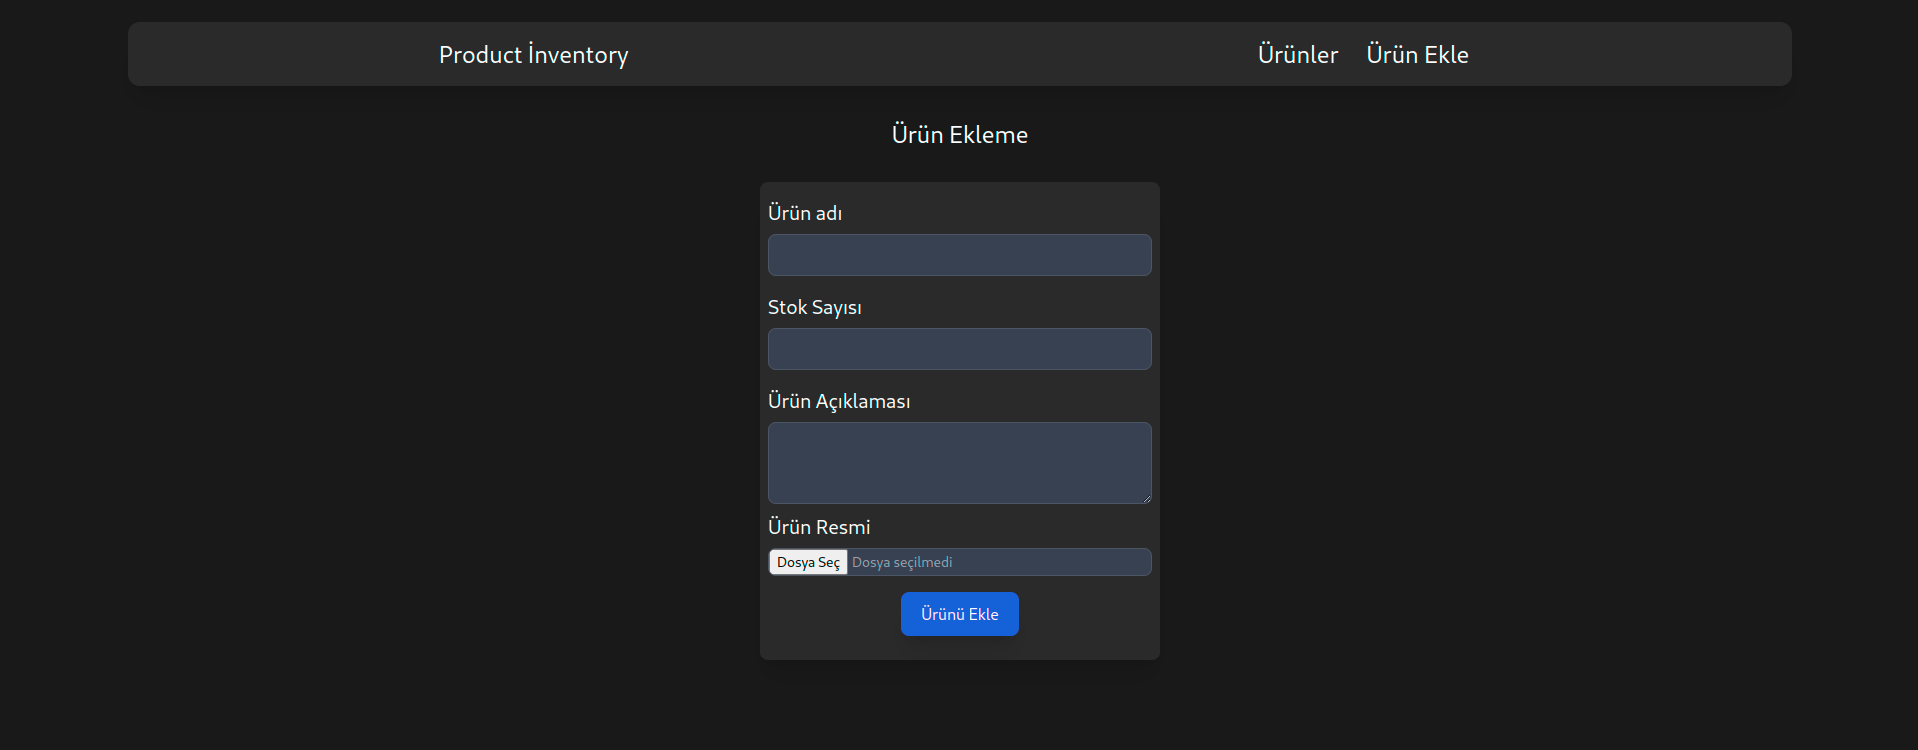 Product İnventory Ürünler Ürün Ekle
Ürün Ekleme
Ürün adı
Stok Sayısı
Ürün Açıklaması
Ürün Resmi
Dosya Seç Dosya seçilmedi
Ürünü Ekle